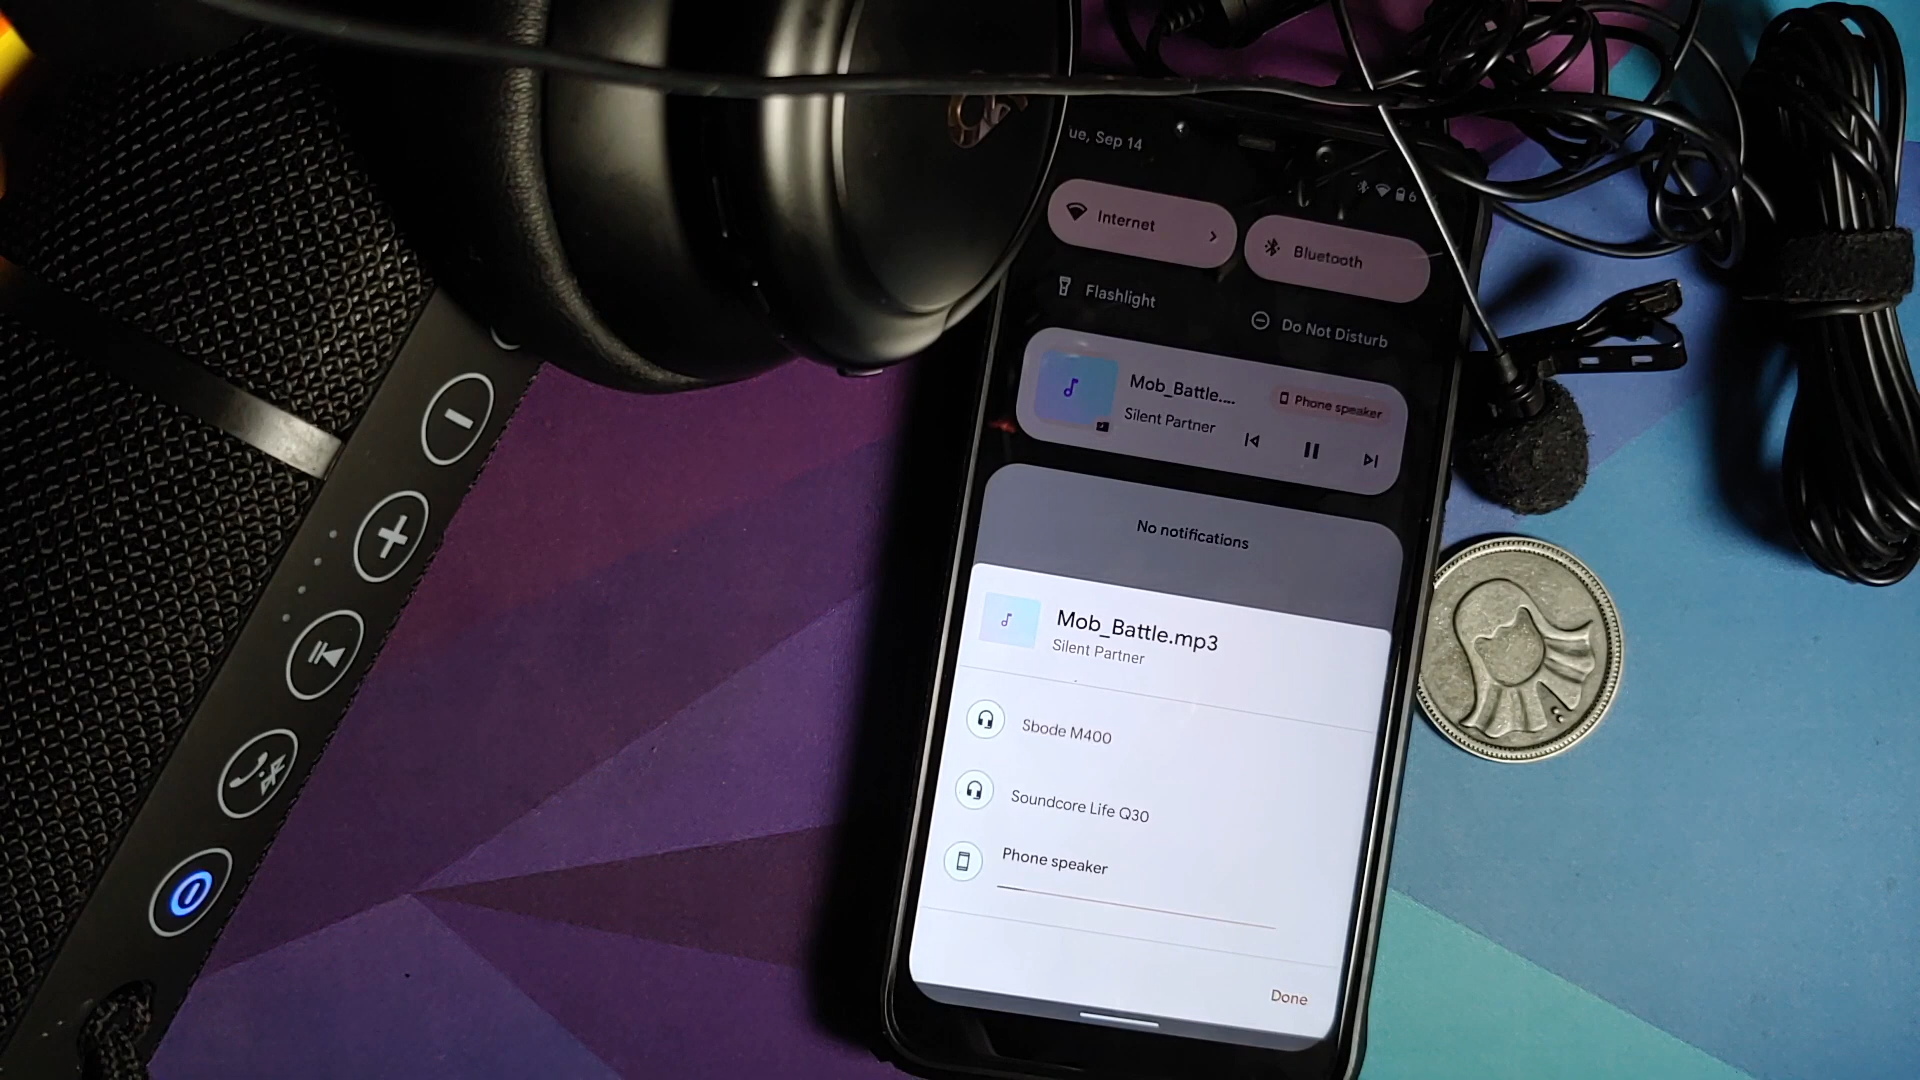 ue, Sep 14
6
Internet
Bluetooth
Flashlight
Do Not Disturb
Mob_Battle....
Phone speaker
Silent Partner
No notifications
Mob_Battle.mp3
Silent Partner
Sbode M400
Soundcore Life Q30
Phone speaker
Done